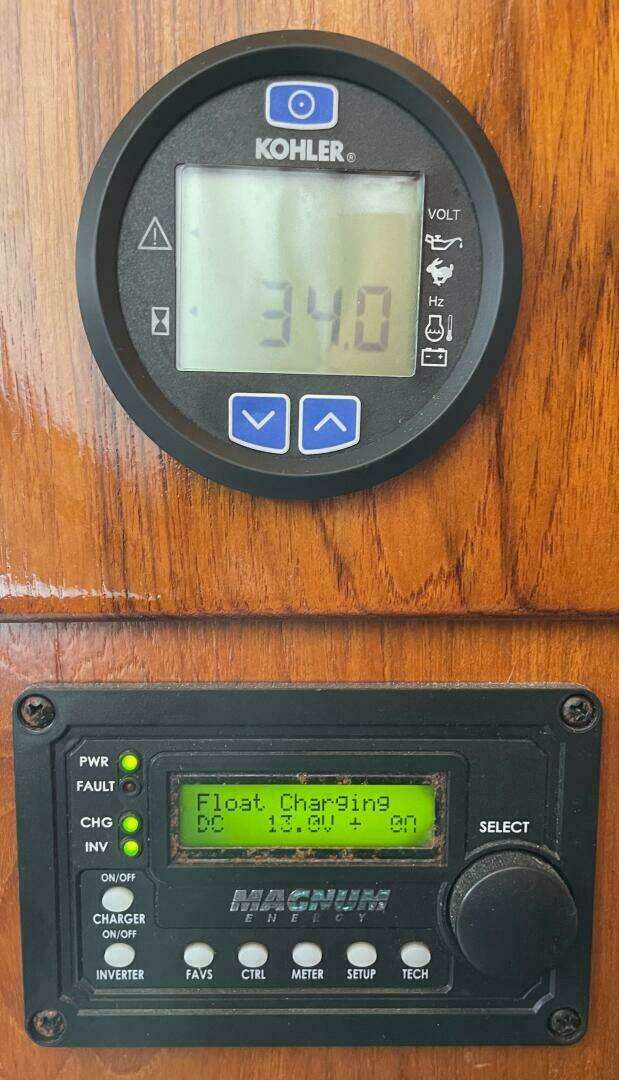 KOHLER®
VOLT
34.0
Hz
PWR
FAULT
CHG
INV
Float Charging
DC 13.0V + 0A
SELECT
ON/OFF
CHARGER
ON/OFF
INVERTER
MAGNUM
ENERGY
FAVS
CTRL
METER
SETUP
TECH